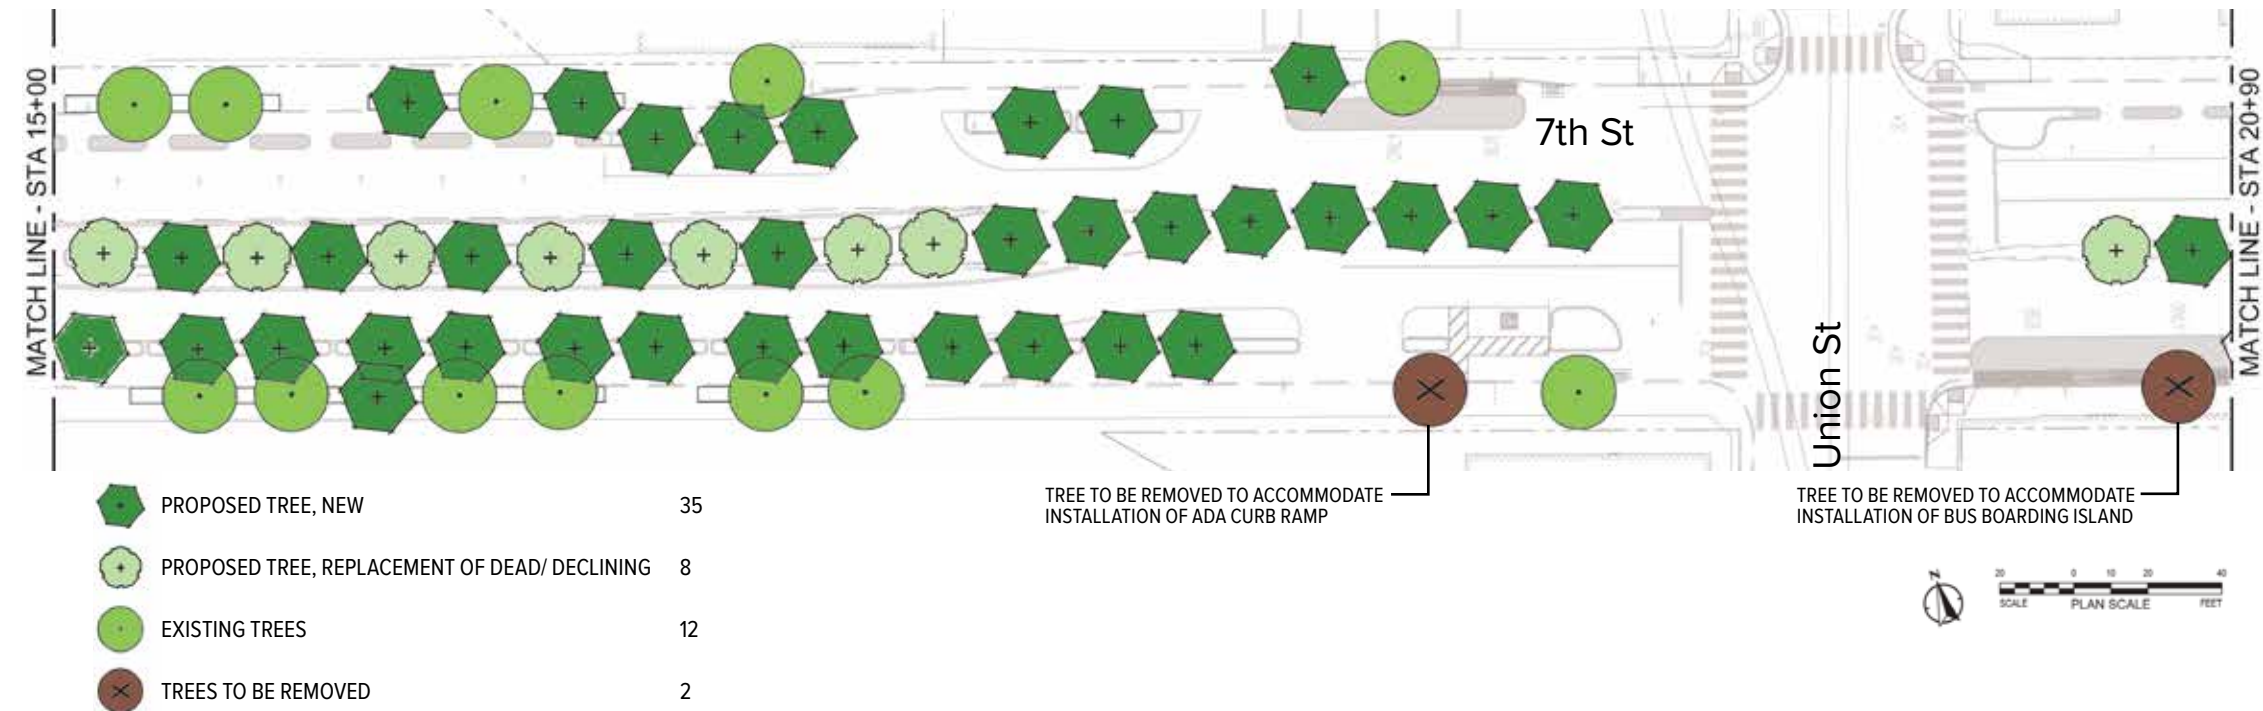 MATCH LINE - STA 15+00
7th St
Union St
MATCH LINE - STA 20+90
TREE TO BE REMOVED TO ACCOMMODATE
INSTALLATION OF ADA CURB RAMP
TREE TO BE REMOVED TO ACCOMMODATE
INSTALLATION OF BUS BOARDING ISLAND
PROPOSED TREE, NEW 35
PROPOSED TREE, REPLACEMENT OF DEAD/ DECLINING 8
EXISTING TREES 12
TREES TO BE REMOVED 2
Z
20 0 10 20 40
SCALE PLAN SCALE FEET